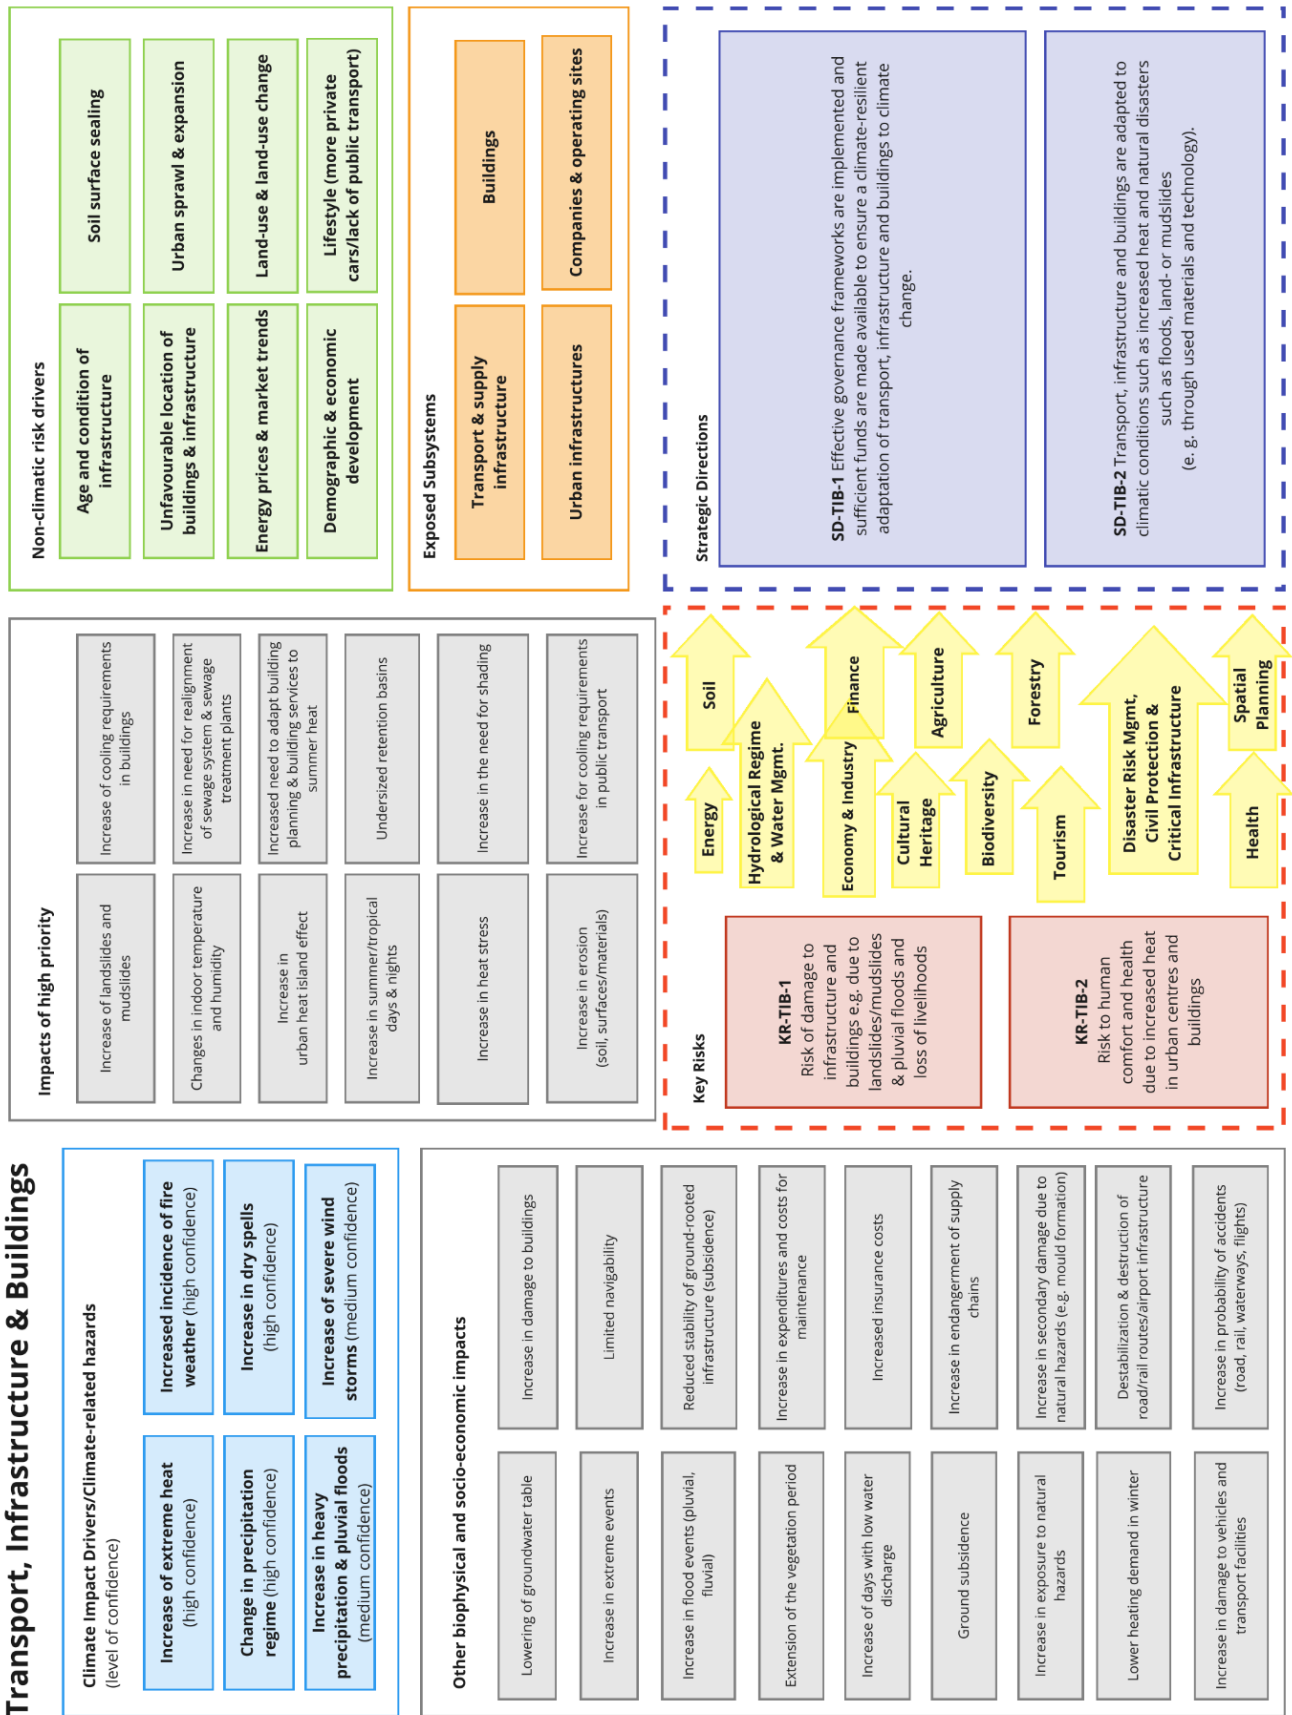 Transport, Infrastructure & Buildings
Climate Impact Drivers/Climate-related hazards
(level of confidence)
Increase of extreme heat
(high confidence)
Increased incidence of fire
weather (high confidence)
Change in precipitation
regime (high confidence)
Increase in dry spells
(high confidence)
Increase in heavy
precipitation & pluvial floods
(medium confidence)
Increase of severe wind
storms (medium confidence)
Other biophysical and socio-economic impacts
Lowering of groundwater table
Increase in damage to buildings
Increase in extreme events
Limited navigability
Increase in flood events (pluvial,
fluvial)
Reduced stability of ground-rooted
infrastructure (subsidence)
Extension of the vegetation period
Increase in expenditures and costs for
maintenance
Increase of days with low water
discharge
Increased insurance costs
Ground subsidence
Increase in endangerment of supply
chains
Increase in exposure to natural
hazards
Increase in secondary damage due to
natural hazards (e.g. mould formation)
Lower heating demand in winter
Destabilization & destruction of
road/rail routes/airport infrastructure
Increase in damage to vehicles and
transport facilities
Increase in probability of accidents
(road, rail, waterways, flights)
Impacts of high priority
Increase of landslides and
mudslides
Increase of cooling requirements
in buildings
Changes in indoor temperature
and humidity
Increase in need for realignment
of sewage system & sewage
treatment plants
Increase in
urban heat island effect
Increased need to adapt building
planning & building services to
summer heat
Increase in summer/tropical
days & nights
Undersized retention basins
Increase in heat stress
Increase in the need for shading
Increase in erosion
(soil, surfaces/materials)
Increase for cooling requirements
in public transport
Key Risks
KR-TIB-1
Risk of damage to
infrastructure and
buildings e.g. due to
landslides/mudslides
& pluvial floods and
loss of livelihoods
KR-TIB-2
Risk to human
comfort and health
due to increased heat
in urban centres and
buildings
Energy
Soil
Hydrological Regime
& Water Mgmt.
Economy & Industry
Finance
Cultural
Heritage
Agriculture
Biodiversity
Tourism
Forestry
Disaster Risk Mgmt,
Civil Protection &
Critical Infrastructure
Health
Spatial
Planning
Non-climatic risk drivers
Age and condition of
infrastructure
Soil surface sealing
Unfavourable location of
buildings & infrastructure
Urban sprawl & expansion
Energy prices & market trends
Land-use & land-use change
Demographic & economic
development
Lifestyle (more private
cars/lack of public transport)
Exposed Subsystems
Transport & supply
infrastructure
Buildings
Urban infrastructures
Companies & operating sites
Strategic Directions
SD-TIB-1 Effective governance frameworks are implemented and
sufficient funds are made available to ensure a climate-resilient
adaptation of transport, infrastructure and buildings to climate
change.
SD-TIB-2 Transport, infrastructure and buildings are adapted to
climatic conditions such as increased heat and natural disasters
such as floods, land- or mudslides
(e. g. through used materials and technology).